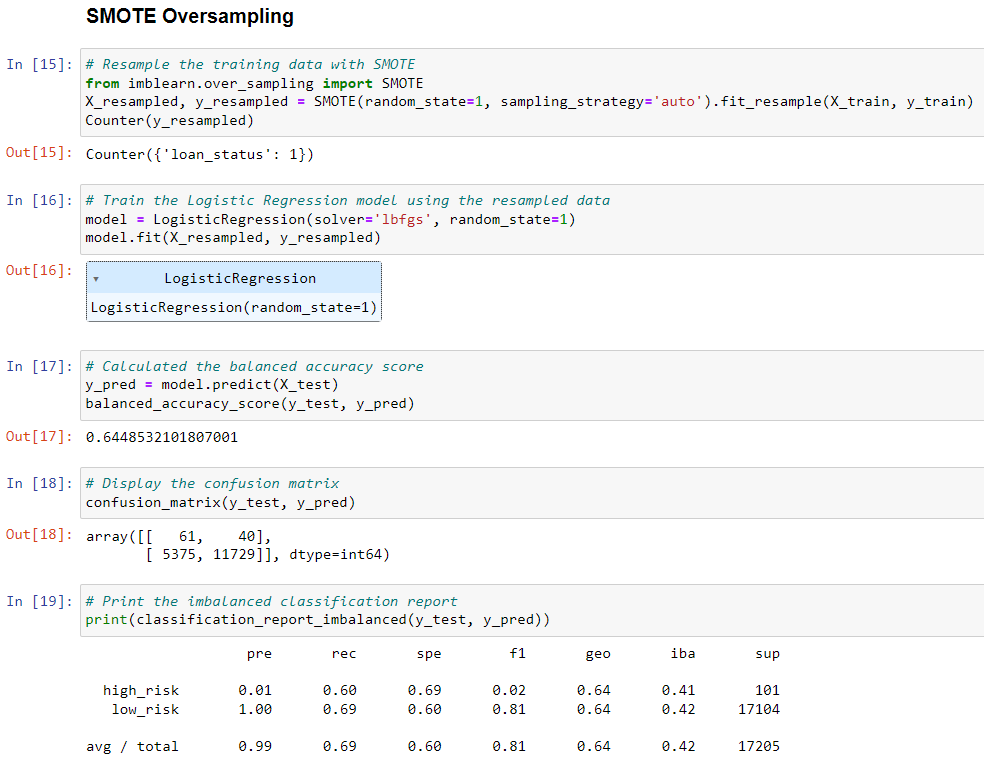 SMOTE Oversampling
In [15]:
# Resample the training data with SMOTE
from imblearn.over_sampling import SMOTE
X_resampled, y_resampled = SMOTE(random_state=1, sampling_strategy='auto').fit_resample(X_train, y_train)
Counter(y_resampled)
Out[15]: Counter({'loan_status': 1})
In [16]:
# Train the Logistic Regression model using the resampled data
model = LogisticRegression(solver='lbfgs', random_state=1)
model.fit(X_resampled, y_resampled)
Out[16]:
▾ LogisticRegression
LogisticRegression(random_state=1)
In [17]:
# Calculated the balanced accuracy score
y_pred = model.predict(X_test)
balanced_accuracy_score(y_test, y_pred)
Out[17]: 0.6448532101807001
In [18]:
# Display the confusion matrix
confusion_matrix(y_test, y_pred)
Out[18]: array([[   61,    40],
       [ 5375, 11729]], dtype=int64)
In [19]:
# Print the imbalanced classification report
print(classification_report_imbalanced(y_test, y_pred))
pre rec spe f1 geo iba sup
high_risk 0.01 0.60 0.69 0.02 0.64 0.41 101
low_risk 1.00 0.69 0.60 0.81 0.64 0.42 17104
avg / total 0.99 0.69 0.60 0.81 0.64 0.42 17205